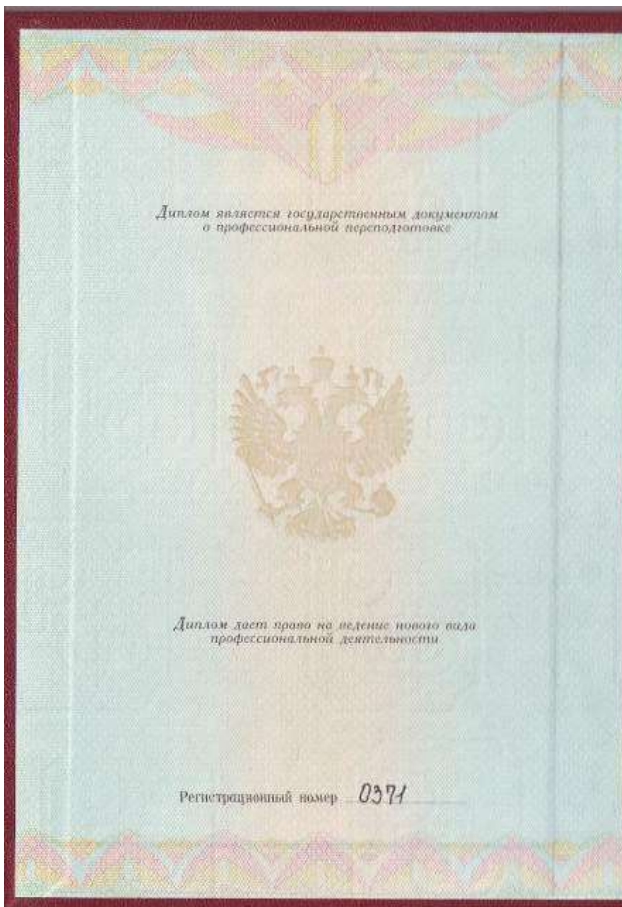 Диплом является государственным документом
о профессиональной переподготовке
Диплом дает право на ведение нового вида
профессиональной деятельности
Регистрационный номер 0371